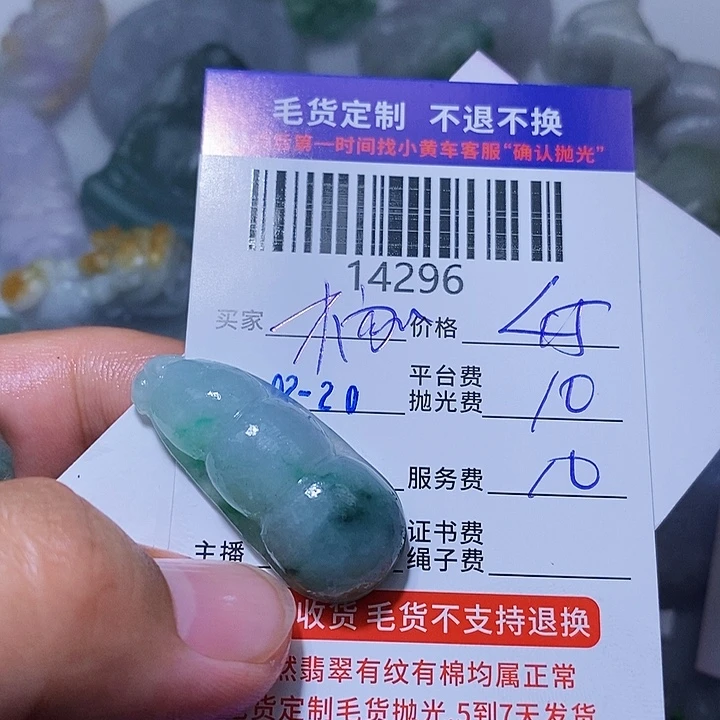 毛货定制 不退不换
第一时间找小黄车客服“确认抛光”
14296
买家 价格
02-20 平台费 抛光费 10
服务费 10
证书费
主播 绳子费
收货 毛货不支持退换
然翡翠有纹有棉均属正常
货定制毛货抛光,5到7天发货